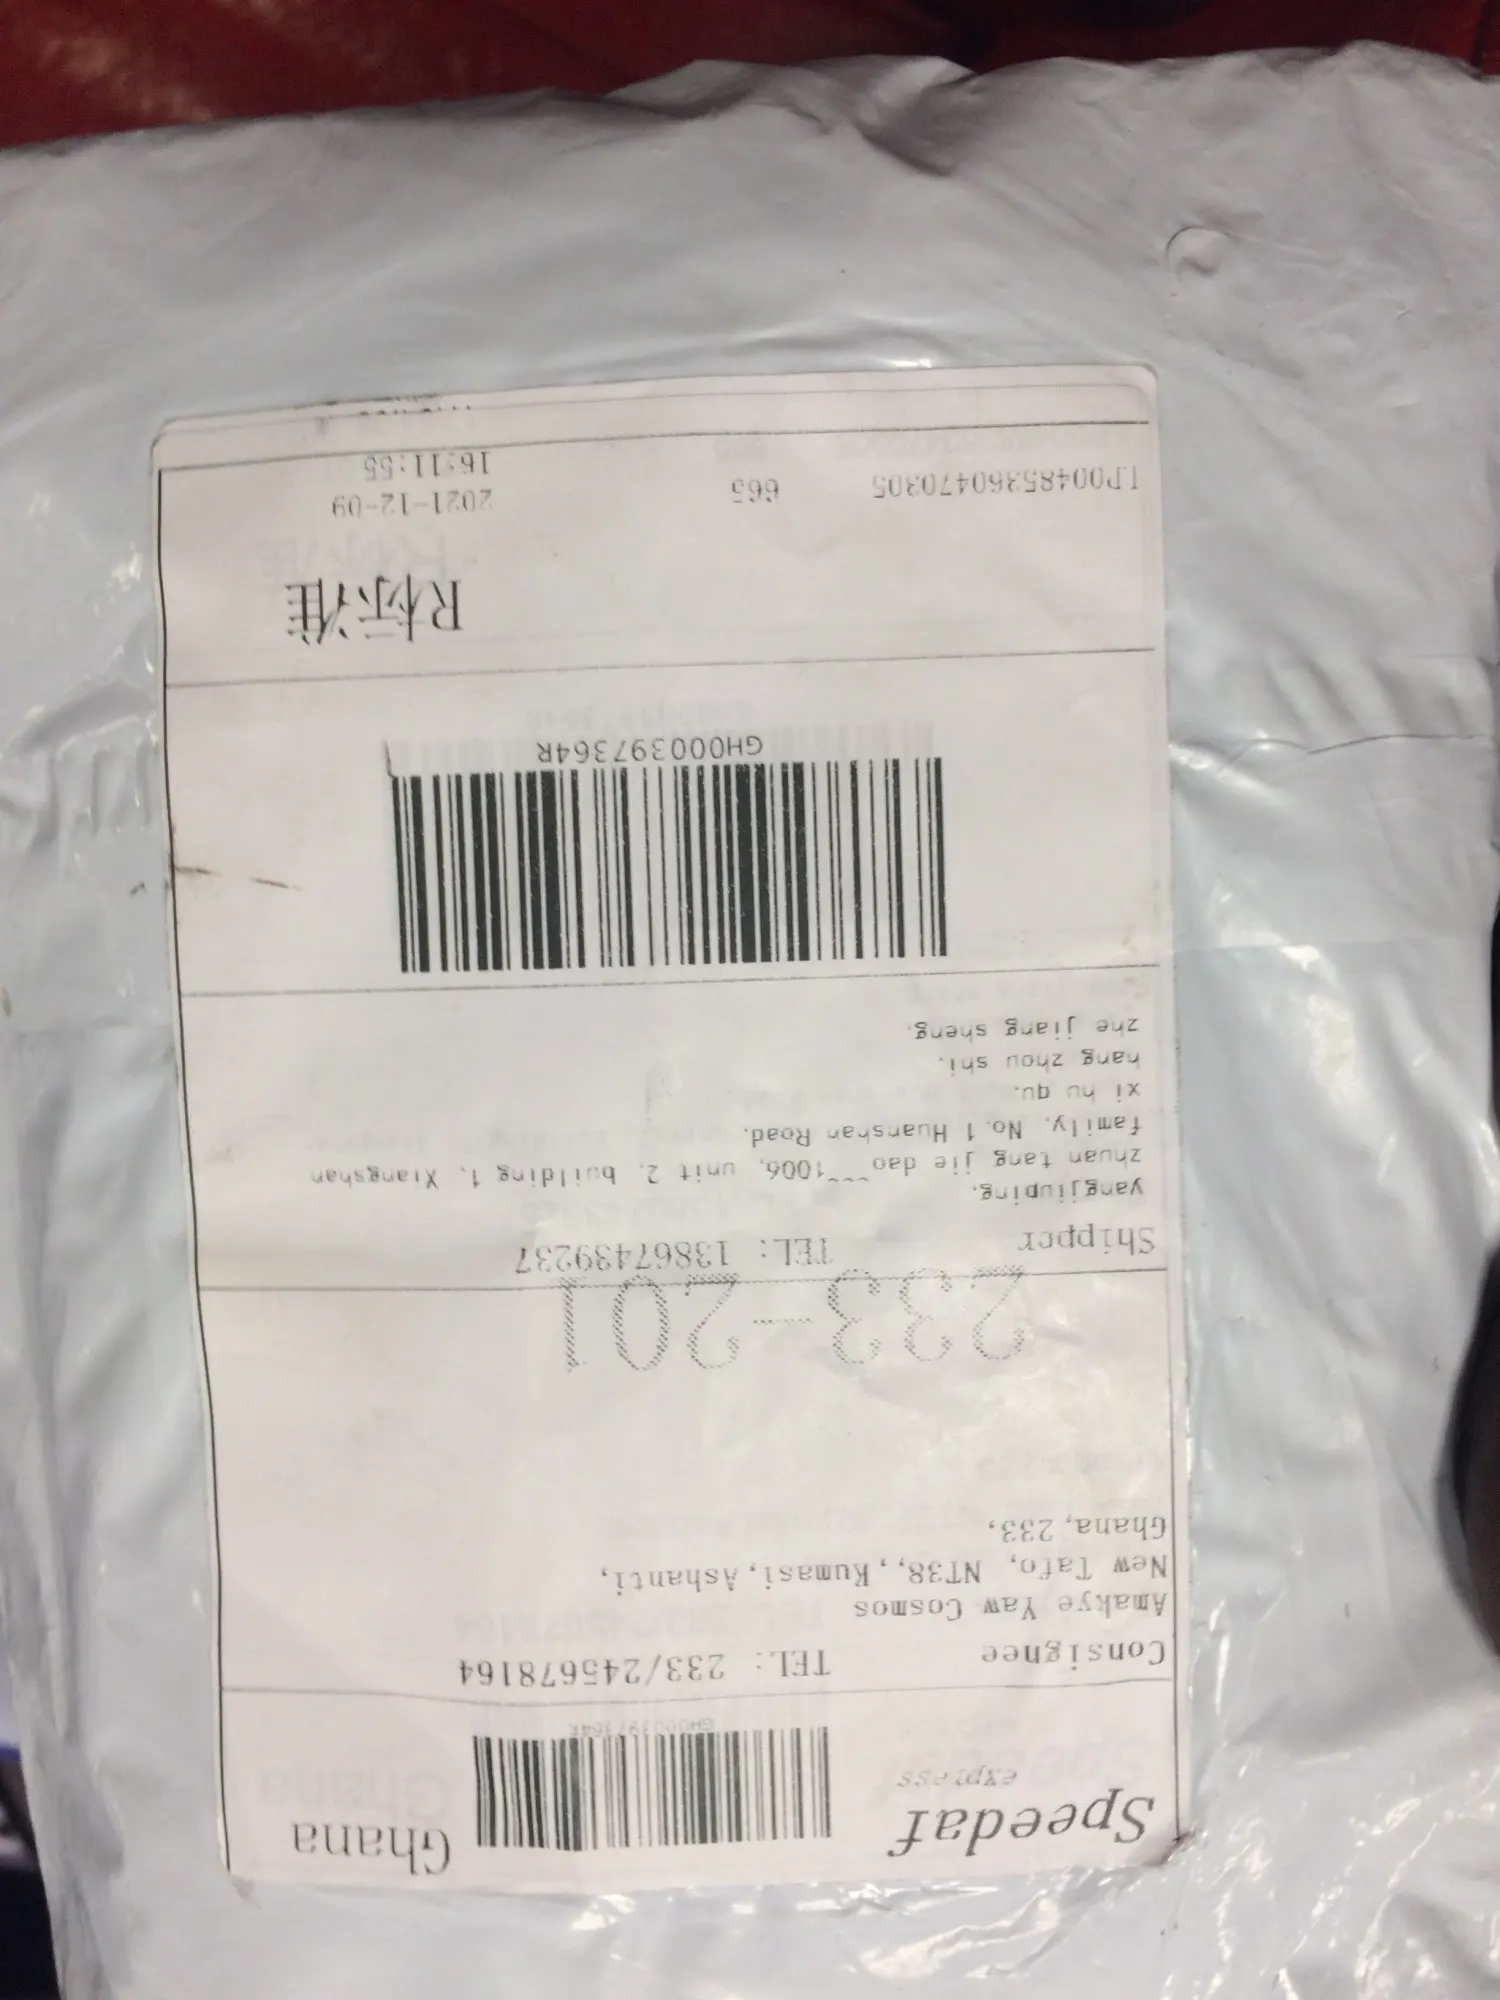 Speedaf
express
Ghana
GH000397364R
Consignee TEL: 233/245678164
Amakye Yaw Cosmos
New Tafo, NT38,,Kumasi,Ashanti,
Ghana,233,
233-201
Shipper TEL: 13867439237
yangjiuping,
zhuan tang jie dao ~~~1006, unit 2, building 1, Xiangshan
family, No.1 Huanshan Road,
xi hu qu,
hang zhou shi,
zhe jiang sheng,
GH000397364R
R标准
LP00485360470305 665 2021-12-09
16:11:55